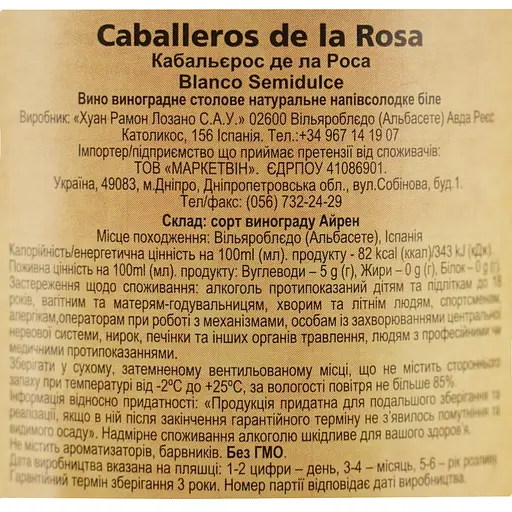 Caballeros de la Rosa
Кабальєрос де ла Роса
Blanco Semidulce
Вино виноградне столове натуральне напівсолодке біле
Виробник: «Хуан Рамон Лозано С.А.У.» 02600 Вільяробледо (Альбасете) Авда Реєс
Католикос, 156 Іспанія. Тел.:+34 967 14 19 07
Імпортер/підприємство що приймає претензії від споживачів:
ТОВ «МАРКЕТВІН». ЄДРПОУ 41086901.
Україна, 49083, м.Дніпро, Дніпропетровська обл., вул.Собінова, буд.1.
Тел/факс: (056) 732-24-29
Склад: сорт винограду Айрен
Місце походження: Вільяробледо (Альбасете), Іспанія
Калорійність/енергетична цінність на 100ml (мл). продукту - 82 kcal (ккал)/343 kJ (кДж).
Поживна цінність на 100ml (мл). продукту: Вуглеводи – 5 g (г), Жири – 0 g (г), Білок – 0 g (г).
Застереження щодо споживання: алкоголь протипоказаний дітям та підліткам до 18
років, вагітним та матерям-годувальницям, хворим та літнім людям, спортсменам,
алергікам,операторам при роботі з механізмами, особам із захворюваннями центральної
нервової системи, нирок, печінки та інших органів травлення, людям з професійними чи
медичними протипоказаннями.
Зберігати у сухому, затемненому вентильованому місці, що не містить стороннього
запаху при температурі від -2ºС до +25ºС, за вологості повітря не більше 85%.
Інформація відносно придатності: «Продукція придатна для подальшого зберігання та
реалізації, якщо в ній після закінчення гарантійного терміну не з’явилось помутніння та
видимого осаду». Надмірне споживання алкоголю шкідливе для вашого здоров’я.
Не містить ароматизаторів, барвників. Без ГМО.
Дата виробництва вказана на пляшці: 1-2 цифри – день, 3-4 – місяць, 5-6 – рік розливу.
Гарантійний термін зберігання 3 роки. Номер партії відповідає даті виробництва.